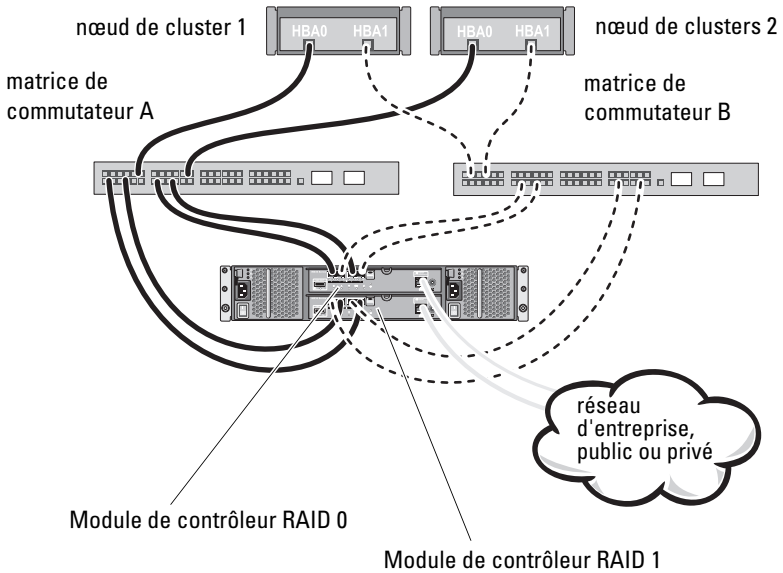 nœud de cluster 1
HBA0 HBA1
HBA0 HBA1
nœud de clusters 2
matrice de
commutateur A
matrice de
commutateur B
réseau
d'entreprise,
public ou privé
Module de contrôleur RAID 0
Module de contrôleur RAID 1